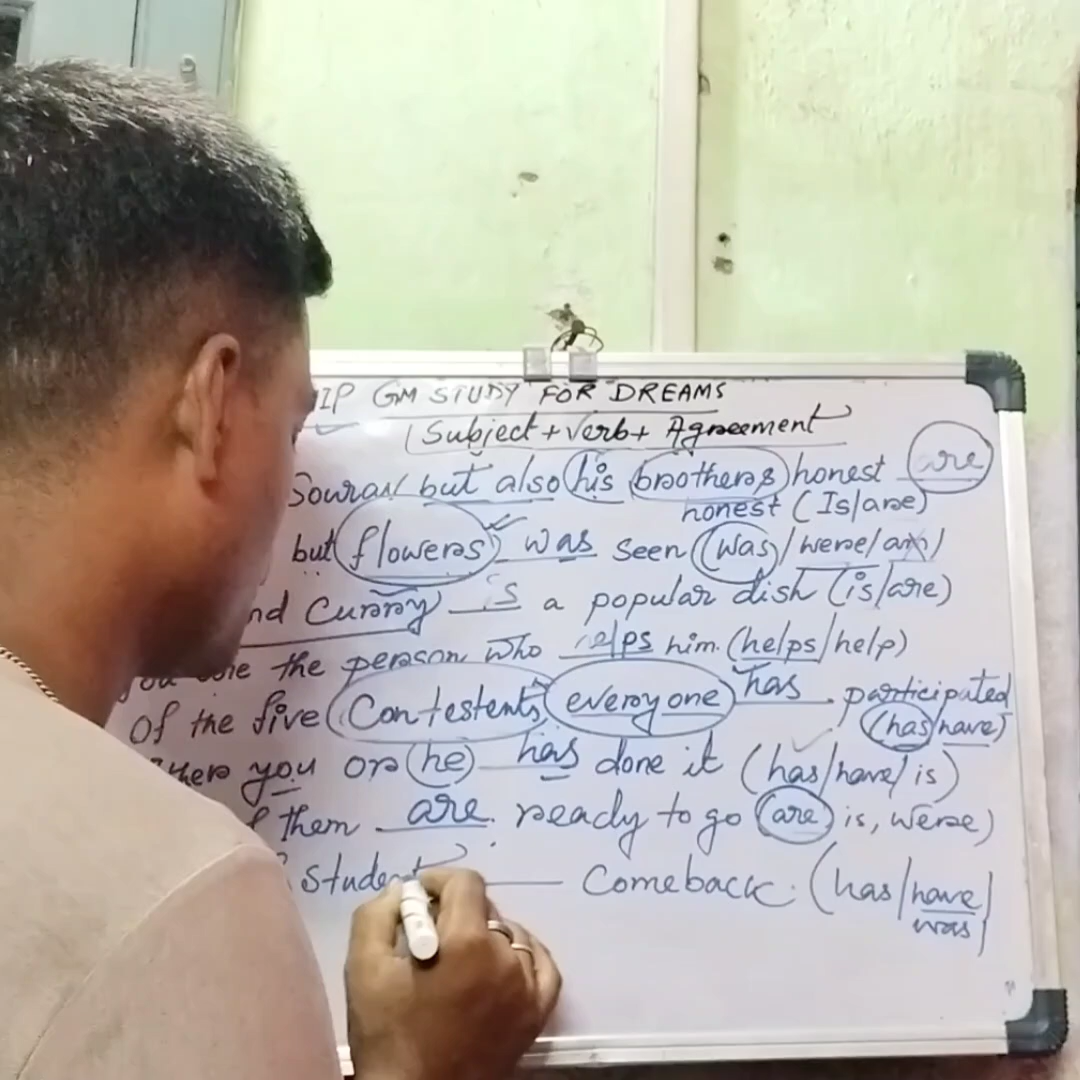 IP GM STUDY FOR DREAMS
Subject + Verb + Agreement
Sourav but also his brothers honest are
honest (Is/are)
but flowers was seen (was/were/am)
nd Curry is a popular dish (is/are)
the person who helps him. (helps/help)
Of the five Contestents everyone has participated
(has/have)
you or he has done it (has/have/is)
them are ready to go (are is, were)
student Comeback. (has/have/
was)